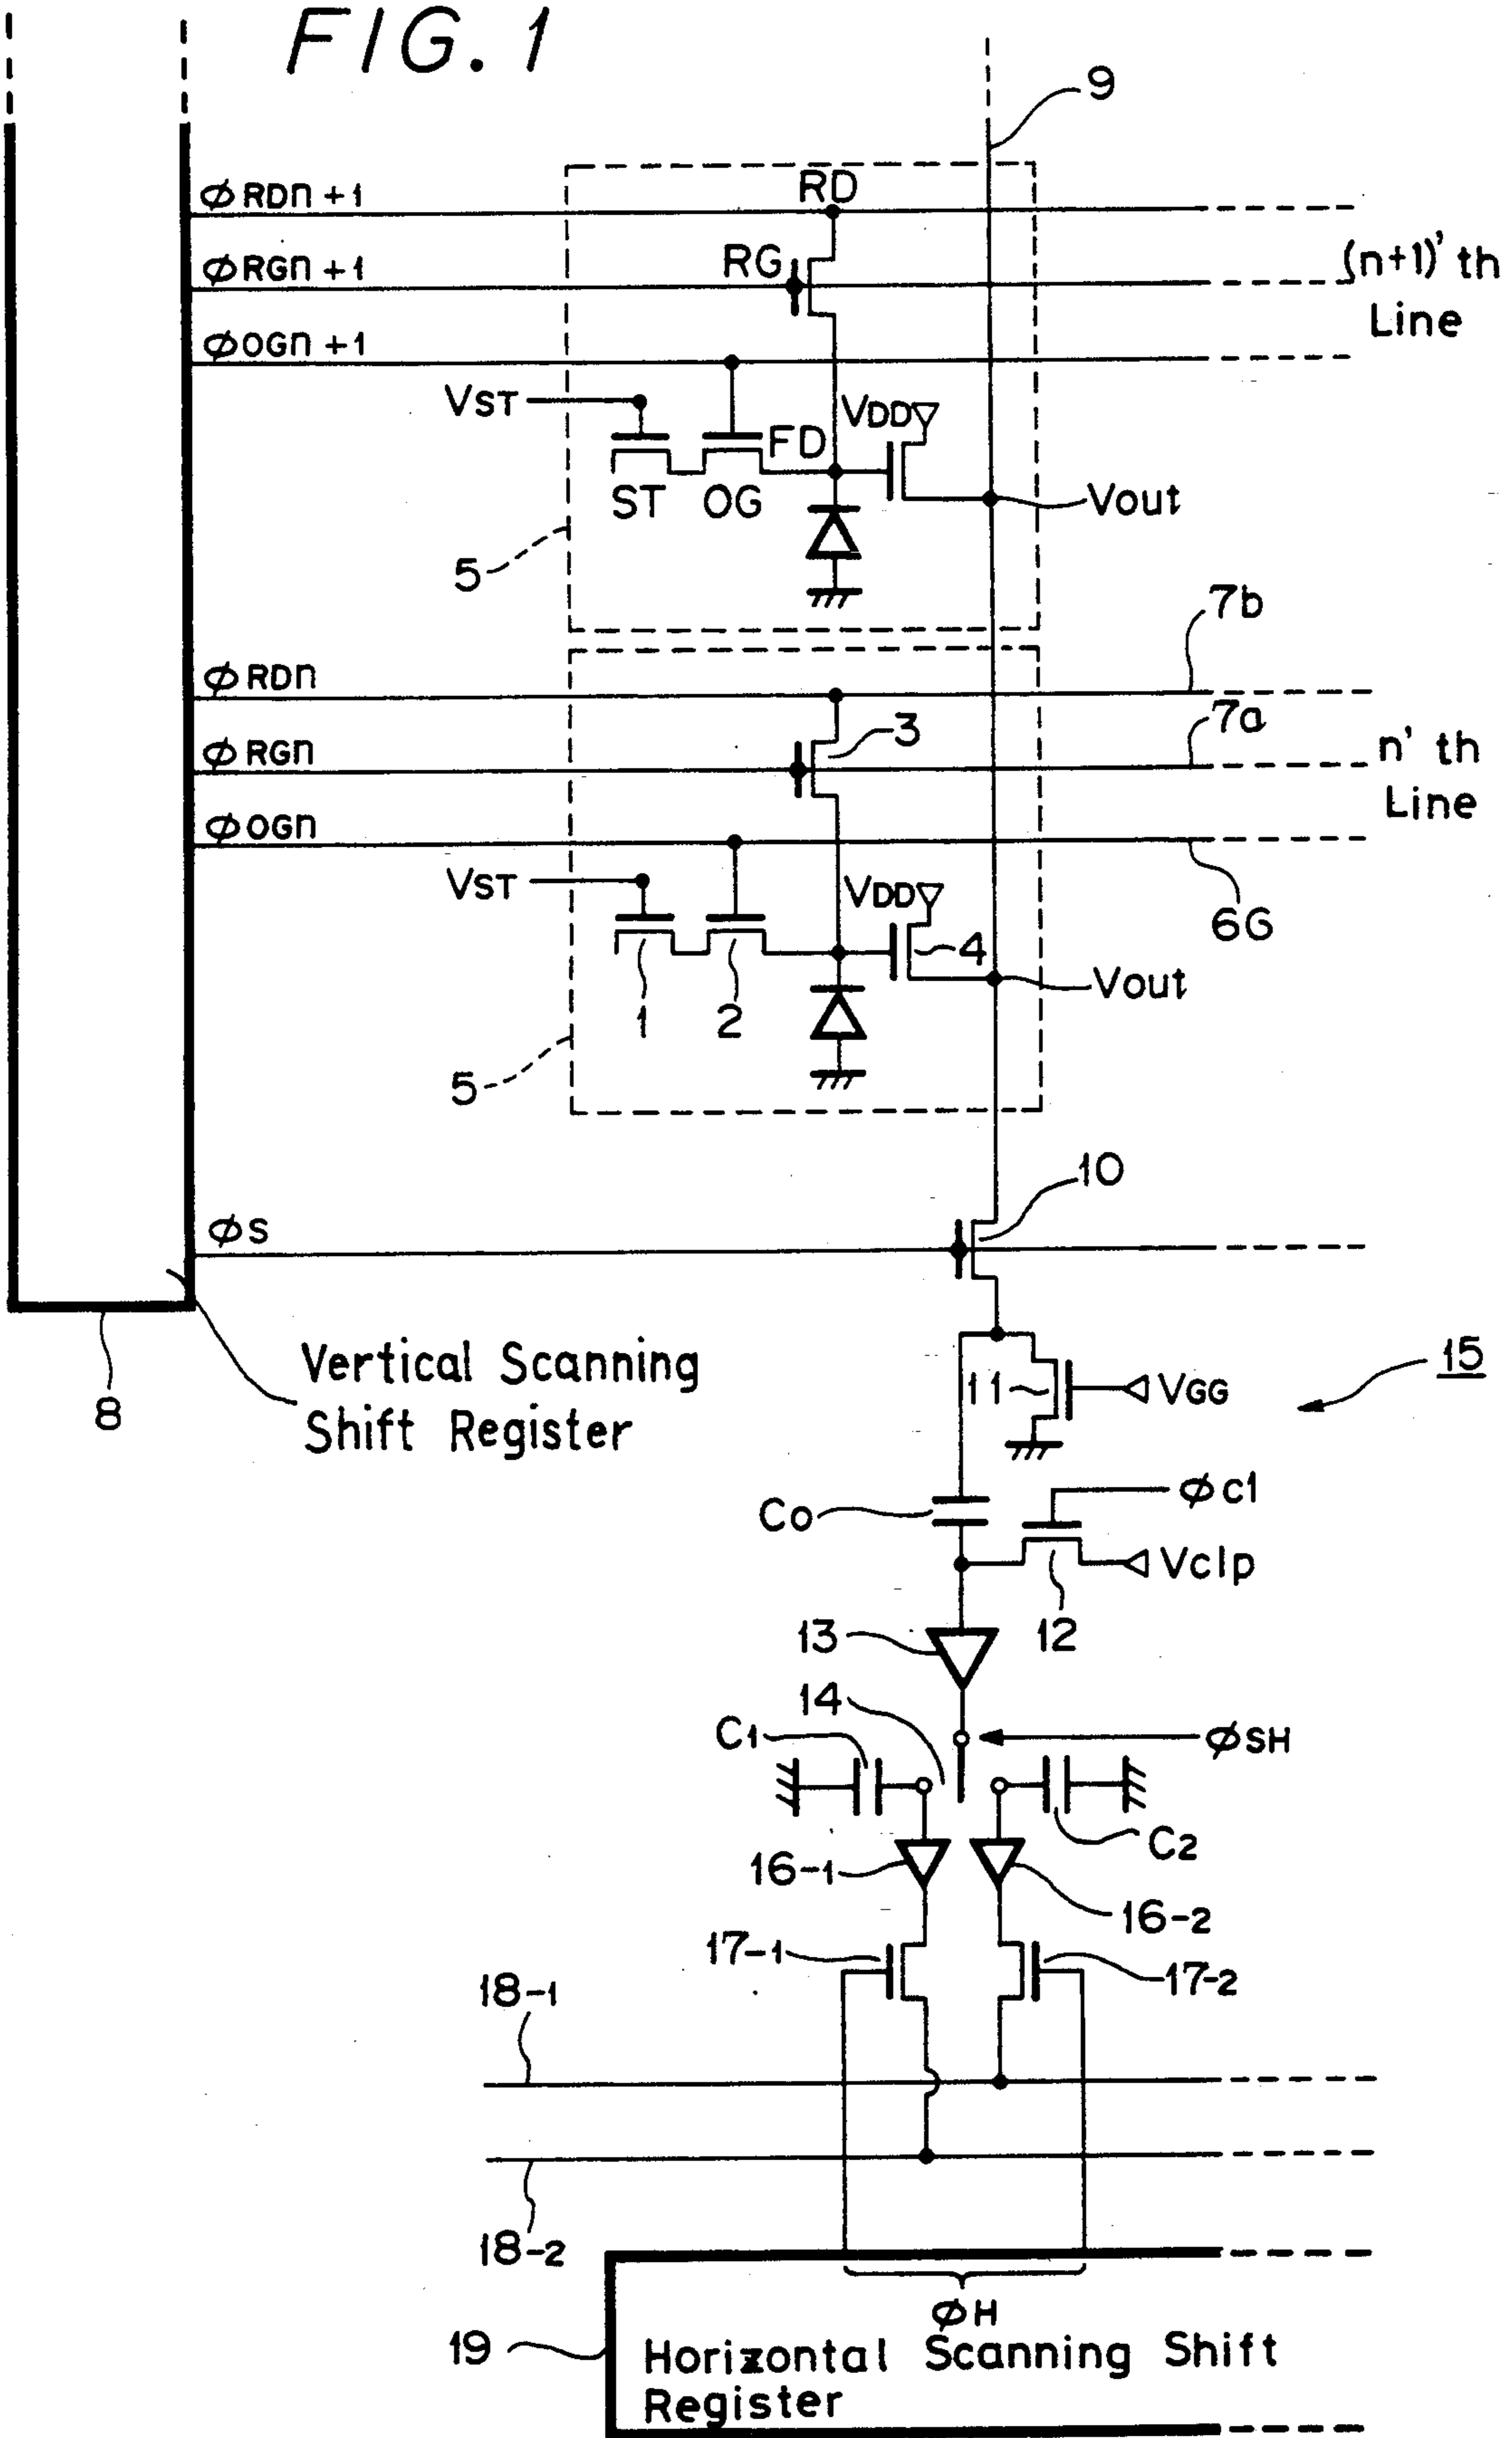 FIG. 1
9
φRDn+1
RD
φRGn+1
RG
(n+1)'th
Line
φOGn+1
VST
VDD
FD
ST
OG
Vout
5
7b
φRDn
7a
3
φRGn
n'th
Line
φOGn
VST
VDD
4
6G
Vout
1
2
5
10
φS
Vertical Scanning
Shift Register
8
11
VGG
15
φc1
Co
Vclp
12
13
14
C1
φSH
C2
16-1
16-2
17-1
17-2
18-1
18-2
φH
19
Horizontal Scanning Shift
Register